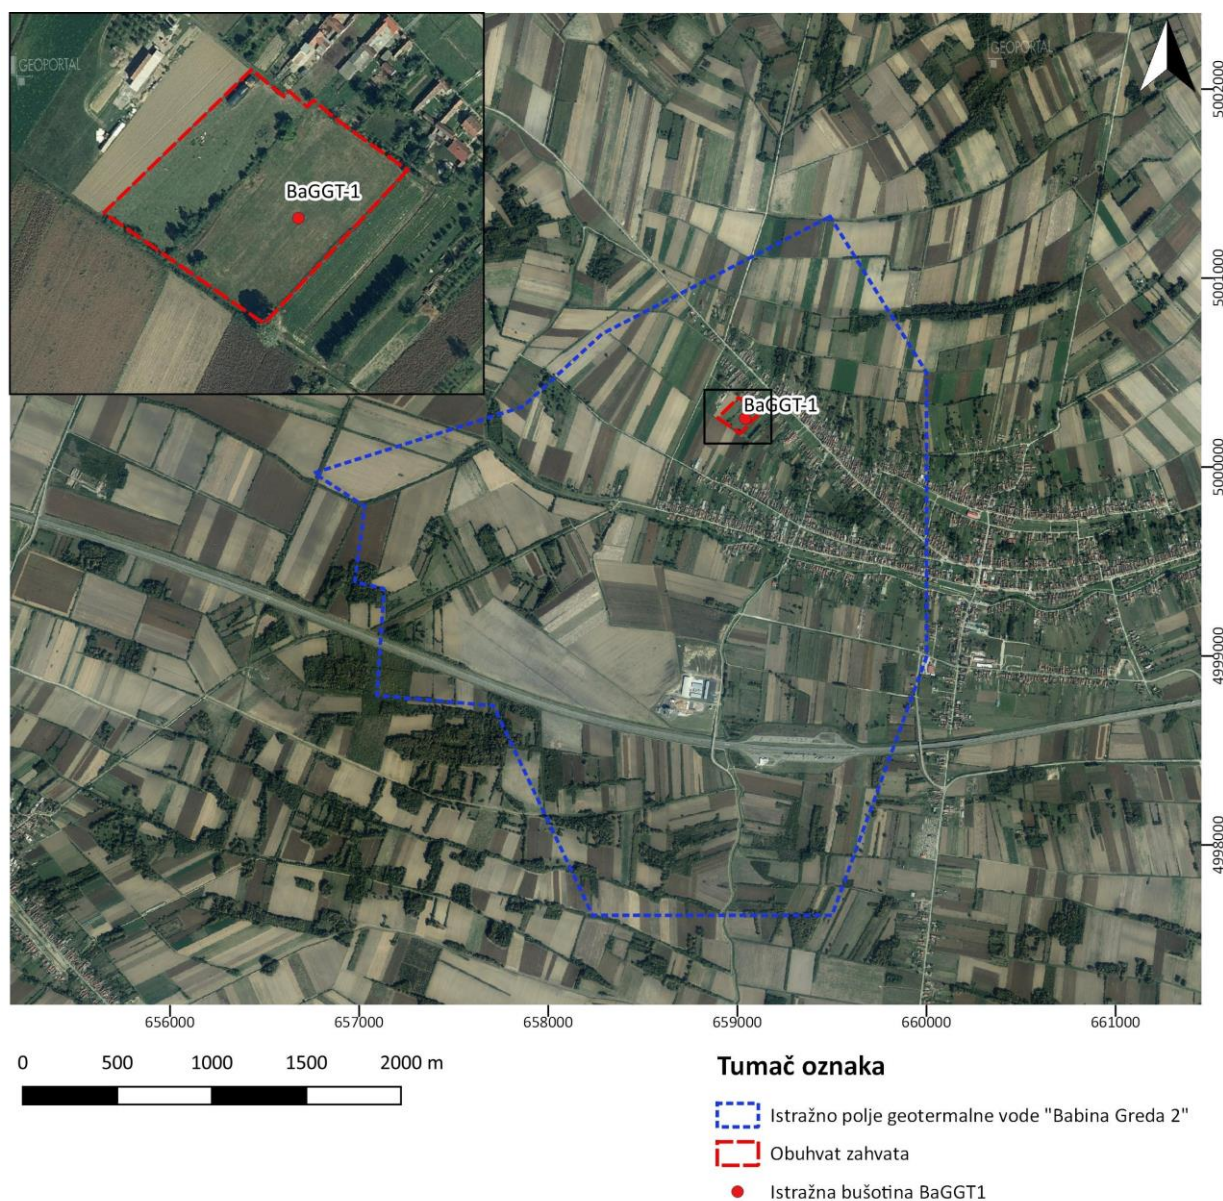 GEOPORTAL
GEOPORTAL
BaGGT-1
BaGGT-1
5002000
5001000
5000000
4999000
4998000
656000 657000 658000 659000 660000 661000
0 500 1000 1500 2000 m
Tumač oznaka
Istražno polje geotermalne vode "Babina Greda 2"
Obuhvat zahvata
Istražna bušotina BaGGT1